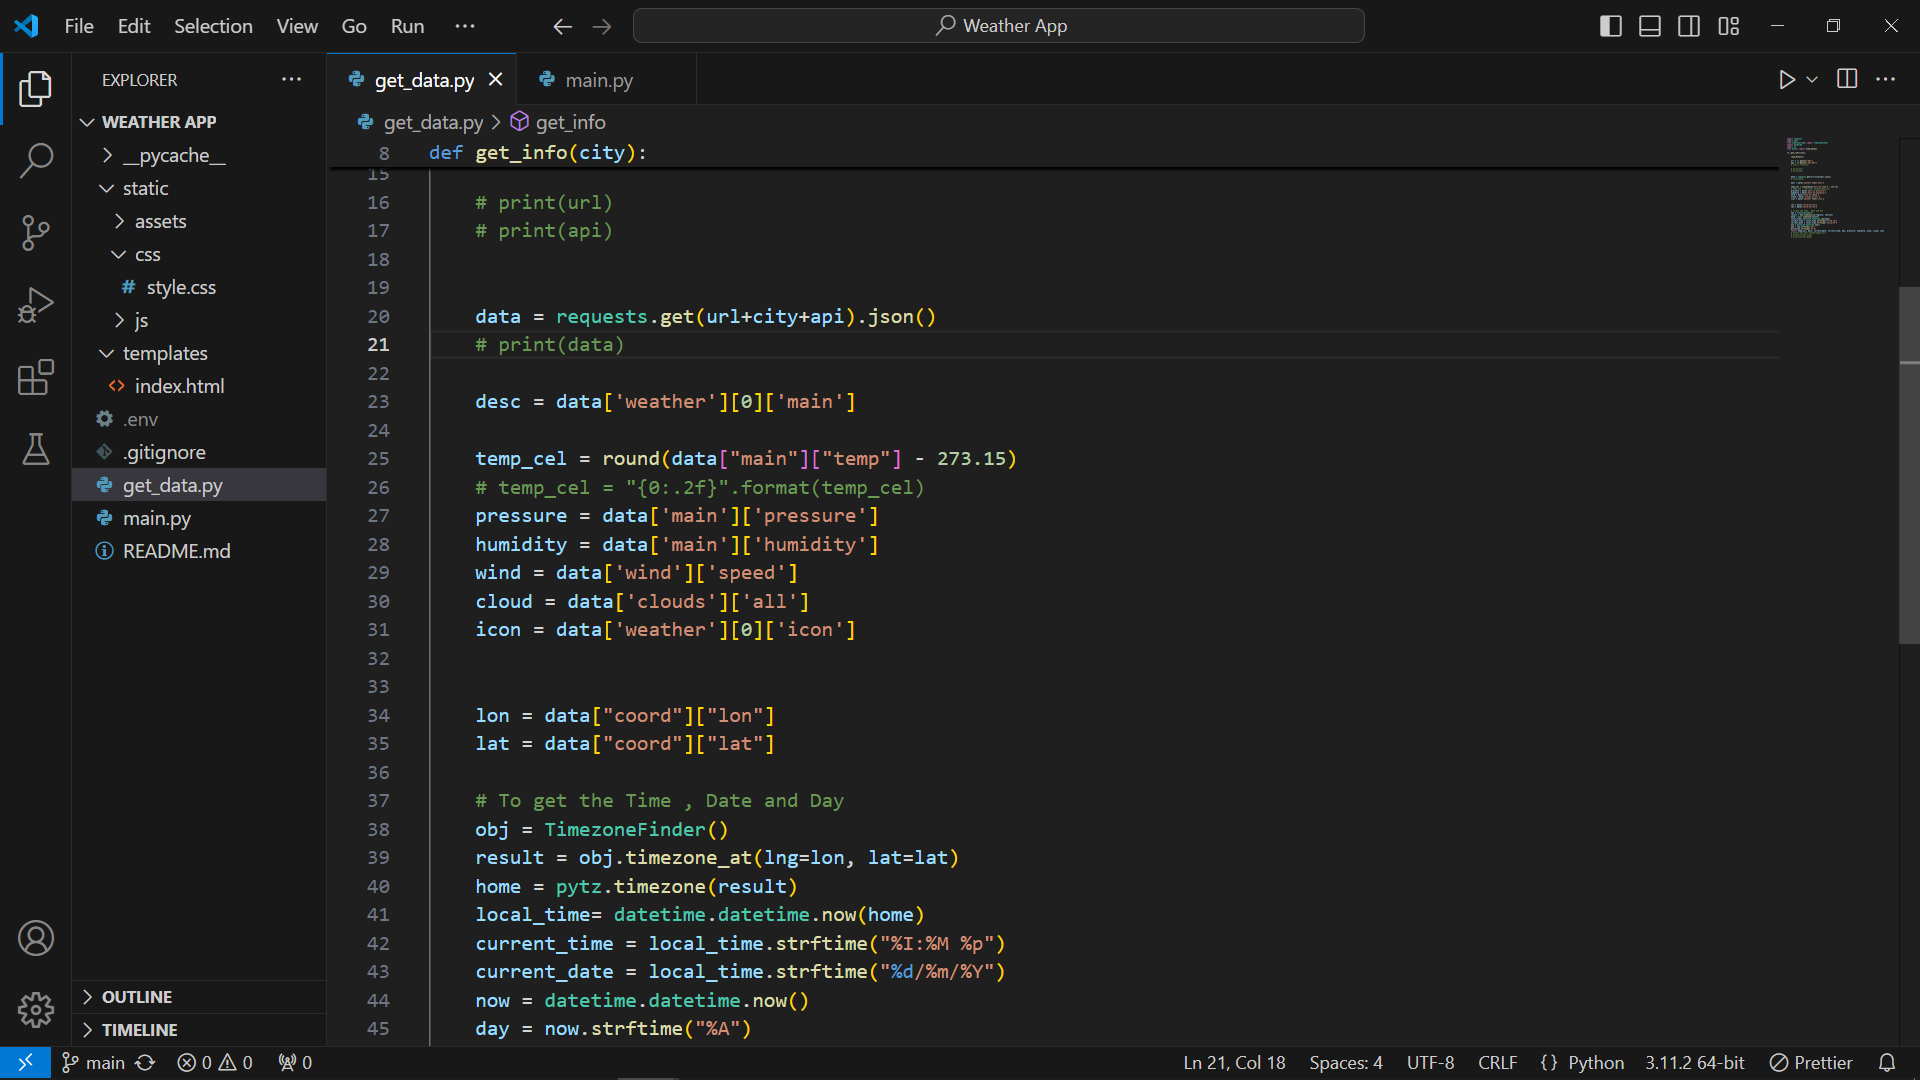 File Edit Selection View Go Run ··· Weather App
EXPLORER ···
WEATHER APP
__pycache__
static
assets
css
# style.css
js
templates
<> index.html
.env
.gitignore
get_data.py
main.py
README.md
OUTLINE
TIMELINE
get_data.py main.py
get_data.py > get_info
8 def get_info(city):
15
16 # print(url)
17 # print(api)
18
19
20 data = requests.get(url+city+api).json()
21 # print(data)
22
23 desc = data['weather'][0]['main']
24
25 temp_cel = round(data["main"]["temp"] - 273.15)
26 # temp_cel = "{0:.2f}".format(temp_cel)
27 pressure = data['main']['pressure']
28 humidity = data['main']['humidity']
29 wind = data['wind']['speed']
30 cloud = data['clouds']['all']
31 icon = data['weather'][0]['icon']
32
33
34 lon = data["coord"]["lon"]
35 lat = data["coord"]["lat"]
36
37 # To get the Time , Date and Day
38 obj = TimezoneFinder()
39 result = obj.timezone_at(lng=lon, lat=lat)
40 home = pytz.timezone(result)
41 local_time= datetime.datetime.now(home)
42 current_time = local_time.strftime("%I:%M %p")
43 current_date = local_time.strftime("%d/%m/%Y")
44 now = datetime.datetime.now()
45 day = now.strftime("%A")
main 0 0 0 Ln 21, Col 18 Spaces: 4 UTF-8 CRLF {} Python 3.11.2 64-bit Prettier